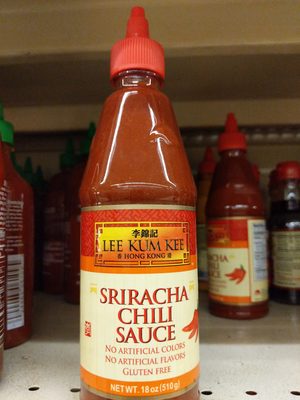 李錦記
LEE KUM KEE
香 HONG KONG 港
SRIRACHA
CHILI
SAUCE
NO ARTIFICIAL COLORS
NO ARTIFICIAL FLAVORS
GLUTEN FREE
NET WT. 18 oz (510g)